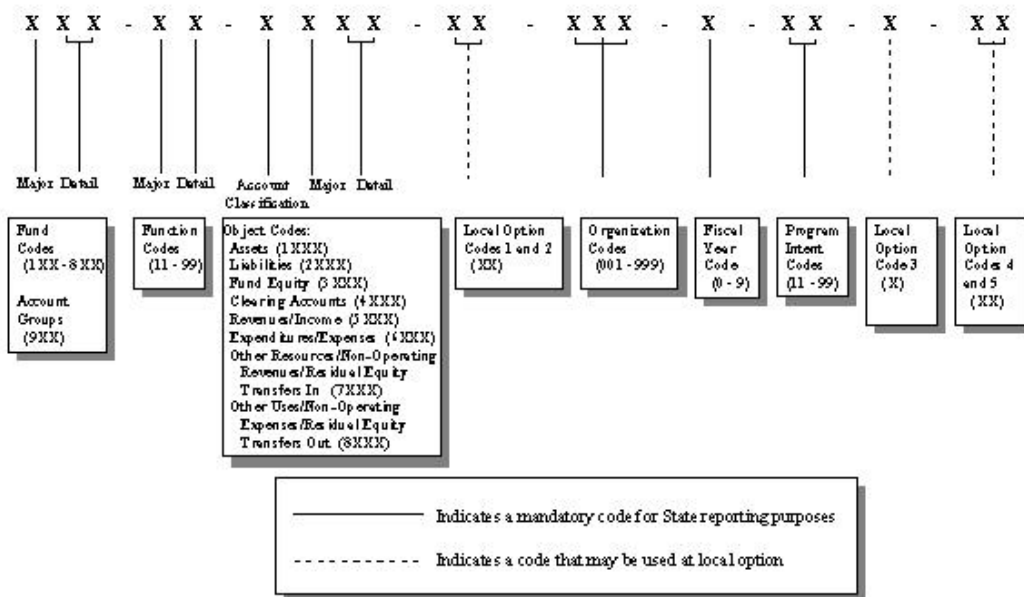 X X X - X X - X X X X - X X - X X X - X - X X - X - X X
Major Detail Major Detail Account Classification Major Detail
Fund
Codes
(1XX - 8XX)
Account
Groups
(9XX)
Function
Codes
(11 - 99)
Object Codes:
Assets (1XXX)
Liabilities (2XXX)
Fund Equity (3XXX)
Clearing Accounts (4XXX)
Revenues/Income (5XXX)
Expenditures/Expenses (6XXX)
Other Resources/Non-Operating
Revenues/Residual Equity
Transfers In (7XXX)
Other Uses/Non-Operating
Expenses/Residual Equity
Transfers Out (8XXX)
Local Option
Codes 1 and 2
(XX)
Organization
Codes
(001 - 999)
Fiscal
Year
Code
(0 - 9)
Program
Intent
Codes
(11 - 99)
Local
Option
Code 3
(X)
Local
Option
Codes 4
and 5
(XX)
Indicates a mandatory code for State reporting purposes
Indicates a code that may be used at local option